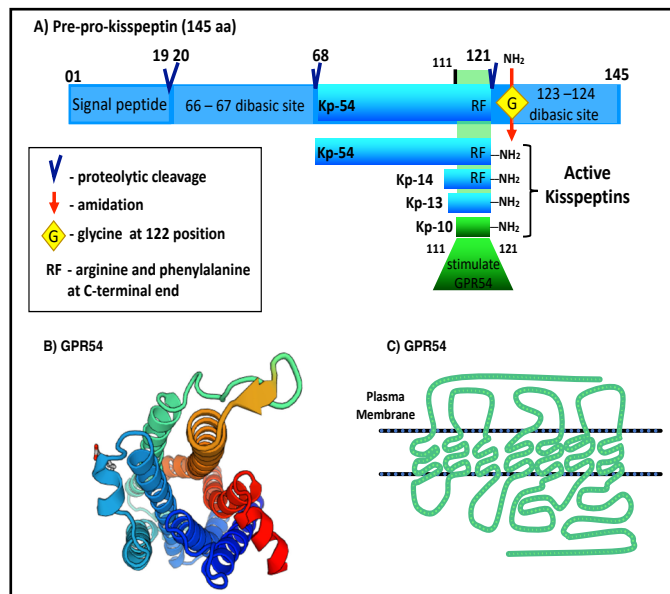 A) Pre-pro-kisspeptin (145 aa)
01
19 20
68
111
121
NH₂
145
Signal peptide
66 – 67 dibasic site
Kp-54
RF
G
123 –124
dibasic site
- proteolytic cleavage
- amidation
G - glycine at 122 position
RF - arginine and phenylalanine
at C-terminal end
Kp-54
RF
–NH₂
Kp-14
RF
–NH₂
Kp-13
–NH₂
Kp-10
–NH₂
Active
Kisspeptins
111
121
stimulate
GPR54
B) GPR54
C) GPR54
Plasma
Membrane